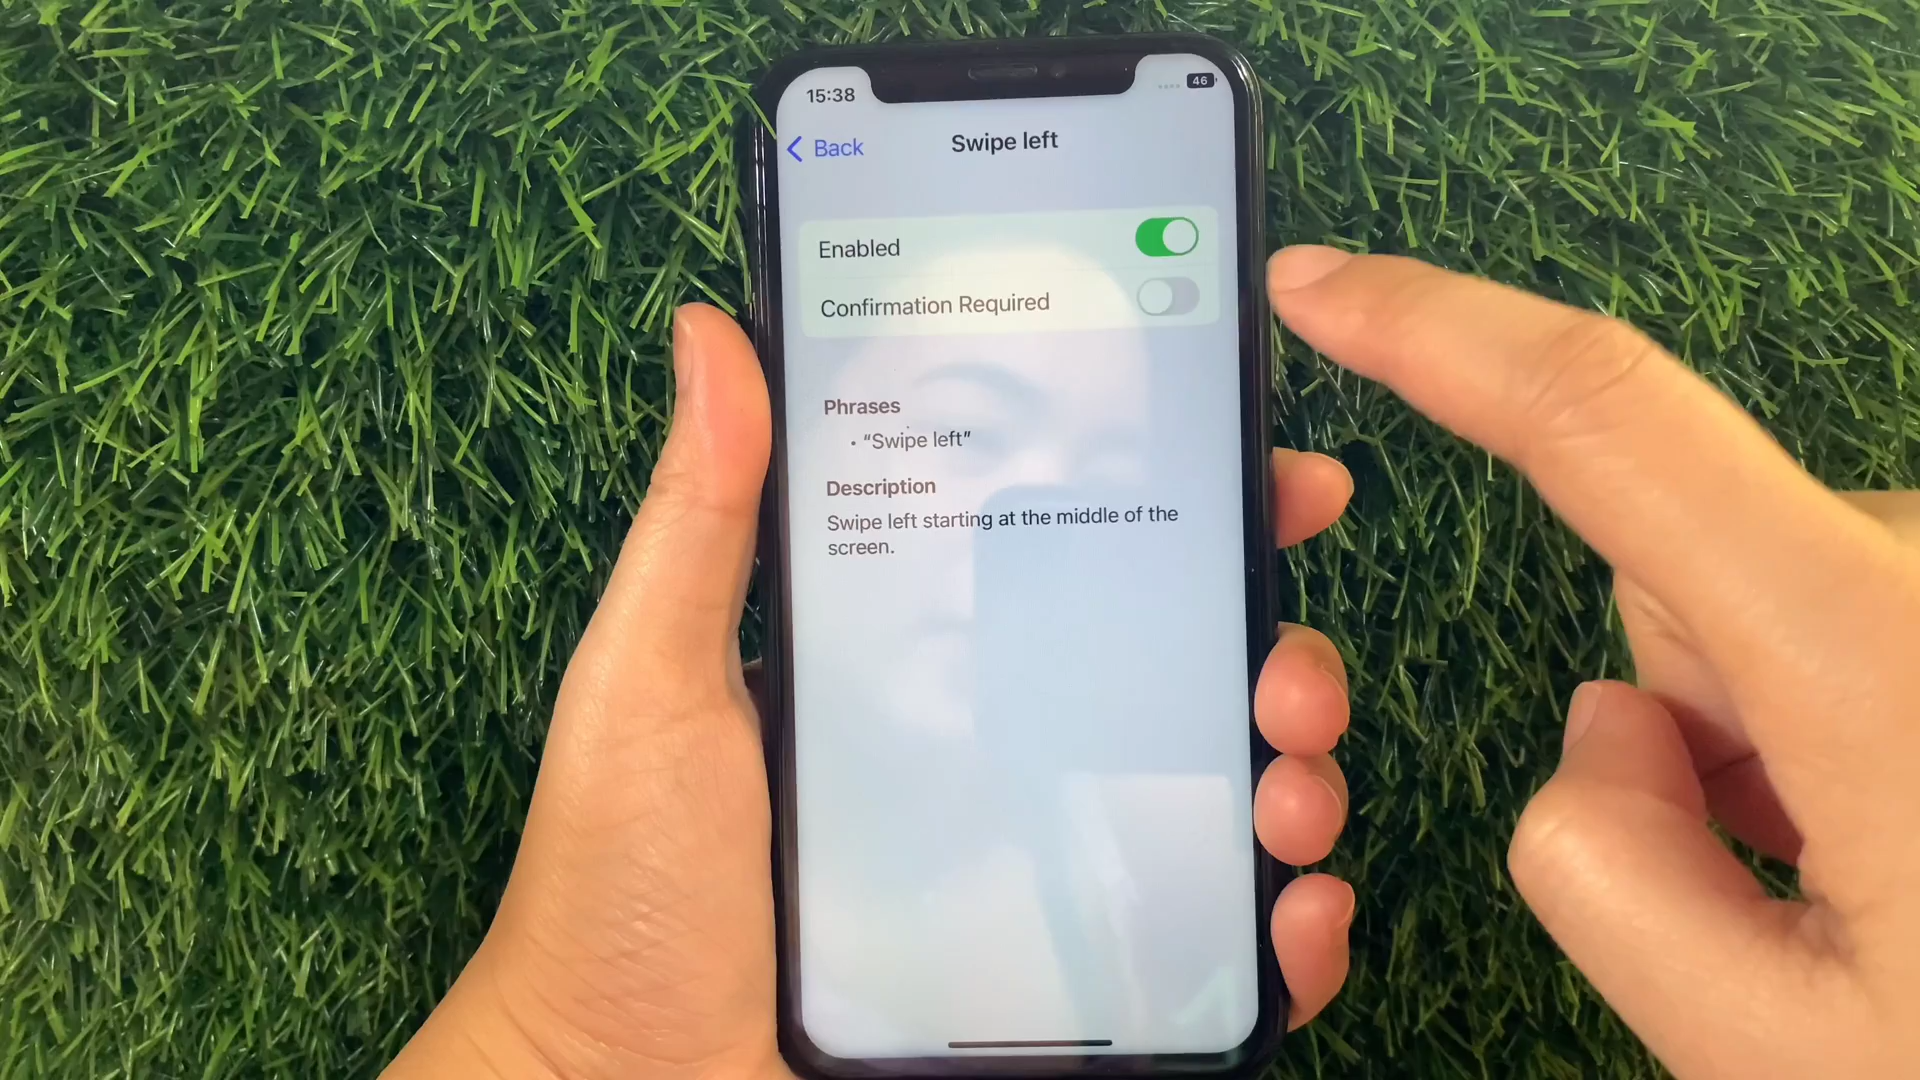 15:38
46
Back
Swipe left
Enabled
Confirmation Required
Phrases
• “Swipe left”
Description
Swipe left starting at the middle of the
screen.